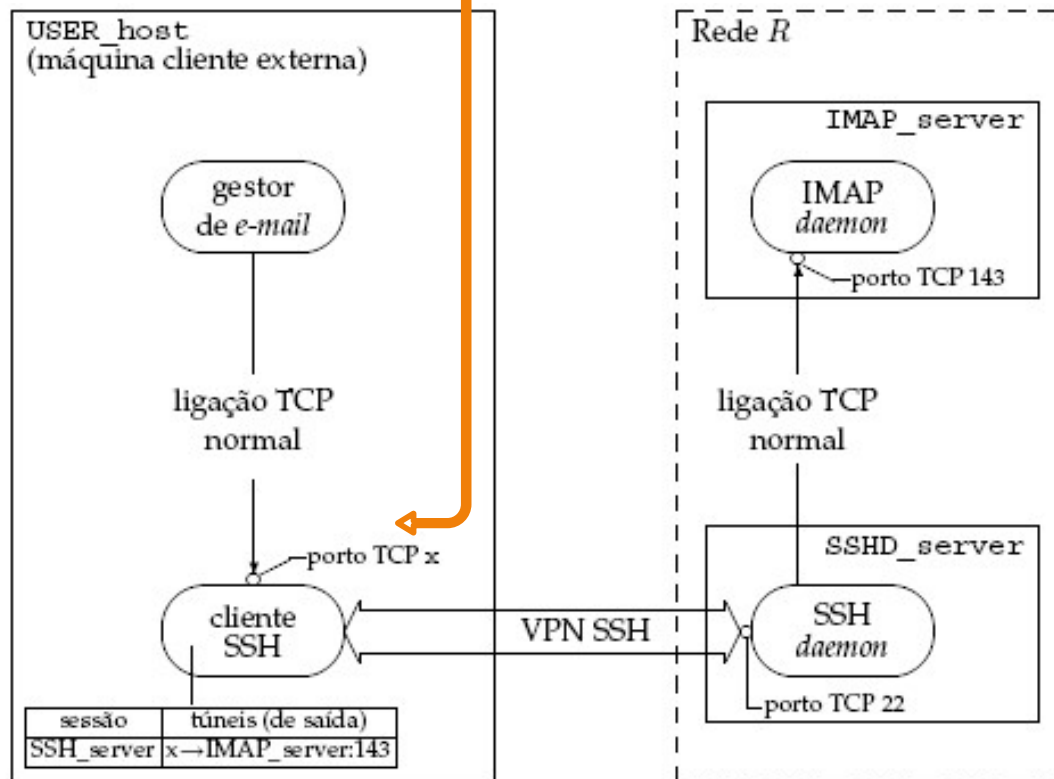 USER_host
(máquina cliente externa)
gestor
de e-mail
ligação TCP
normal
porto TCP x
cliente
SSH
sessão túneis (de saída)
SSH_server x→IMAP_server:143
VPN SSH
Rede R
IMAP_server
IMAP
daemon
porto TCP 143
ligação TCP
normal
SSHD_server
SSH
daemon
porto TCP 22